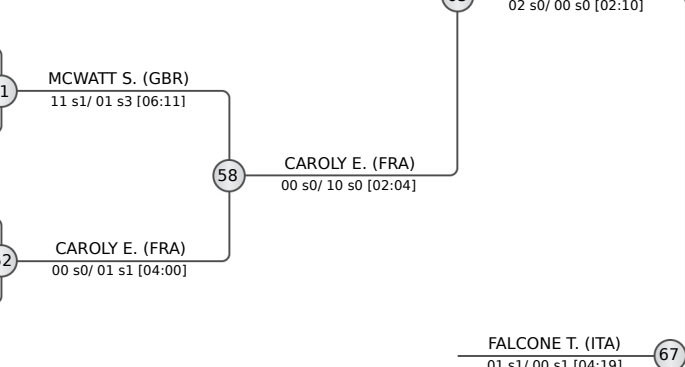 02 s0/ 00 s0 [02:10]
MCWATT S. (GBR)
1
11 s1/ 01 s3 [06:11]
CAROLY E. (FRA)
58
00 s0/ 10 s0 [02:04]
CAROLY E. (FRA)
2
00 s0/ 01 s1 [04:00]
FALCONE T. (ITA)
67
01 s1/ 00 s1 [04:19]